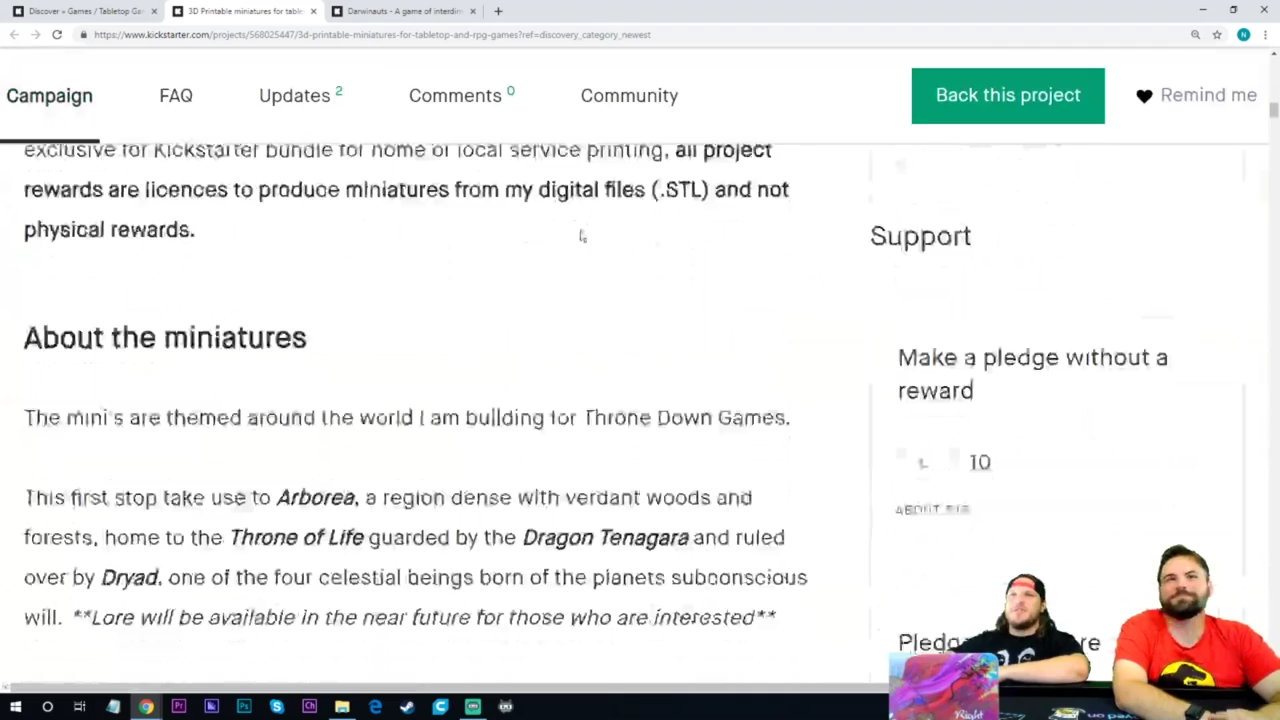 Discover » Games / Tabletop Ga
3D Printable miniatures for table
Darwinauts - A game of interdim
https://www.kickstarter.com/projects/568025447/3d-printable-miniatures-for-tabletop-and-rpg-games?ref=discovery_category_newest
N
Campaign
FAQ
Updates 2
Comments 0
Community
Back this project
Remind me
exclusive for Kickstarter bundle for home or local service printing, all project
rewards are licences to produce miniatures from my digital files (.STL) and not
physical rewards.
Support
About the miniatures
Make a pledge without a
reward
The mini's are themed around the world I am building for Throne Down Games.
10
This first stop take use to Arborea, a region dense with verdant woods and
forests, home to the Throne of Life guarded by the Dragon Tenagara and ruled
over by Dryad, one of the four celestial beings born of the planets subconscious
will. **Lore will be available in the near future for those who are interested**
Right